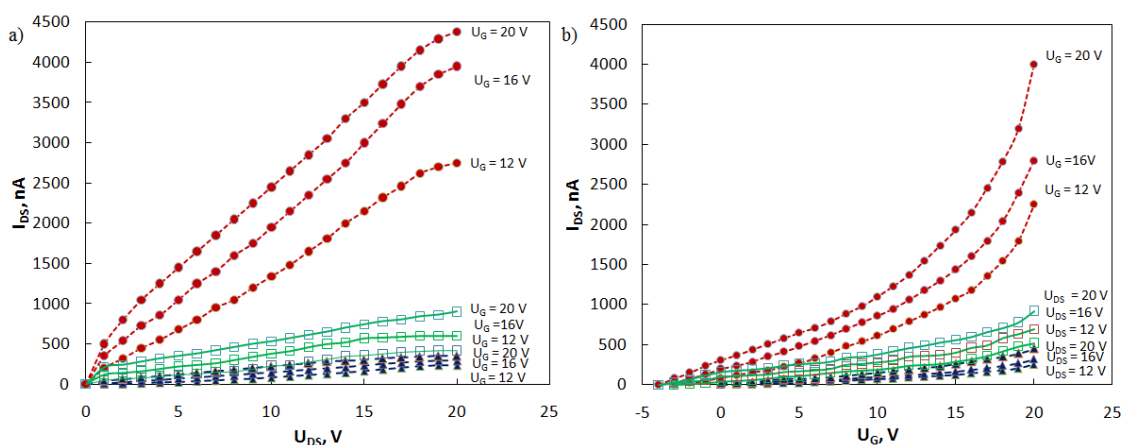 a)
I_DS, nA
4500
4000
3500
3000
2500
2000
1500
1000
500
0
0
5
10
15
20
25
U_DS, V
U_G = 20 V
U_G = 16 V
U_G = 12 V
U_G = 20 V
U_G = 16V
U_G = 12 V
U_G = 20 V
U_G = 16 V
U_G = 12 V
b)
I_DS, nA
4500
4000
3500
3000
2500
2000
1500
1000
500
0
-5
0
5
10
15
20
25
U_G, V
U_G = 20 V
U_G =16V
U_G = 12 V
U_DS = 20 V
U_DS = 16 V
U_DS = 12 V
U_DS = 20 V
U_DS = 16V
U_DS = 12 V